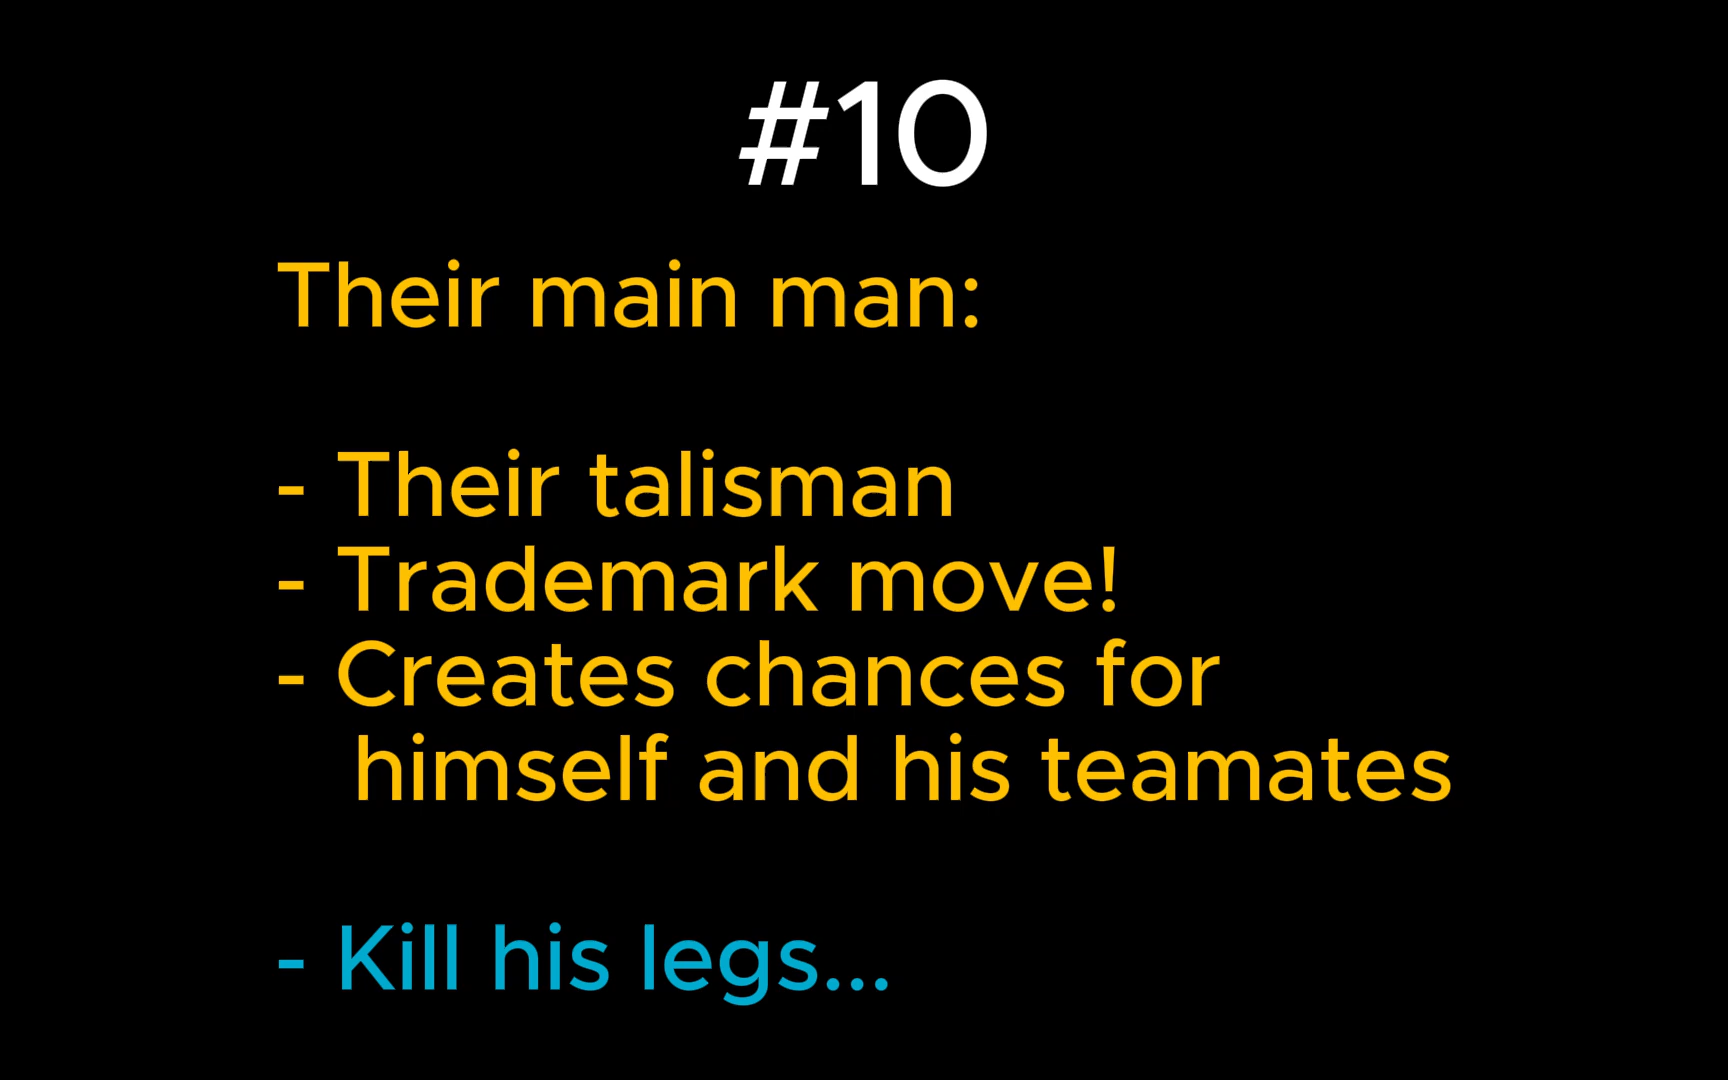 #10
Their main man:
- Their talisman
- Trademark move!
- Creates chances for
himself and his teamates
- Kill his legs...